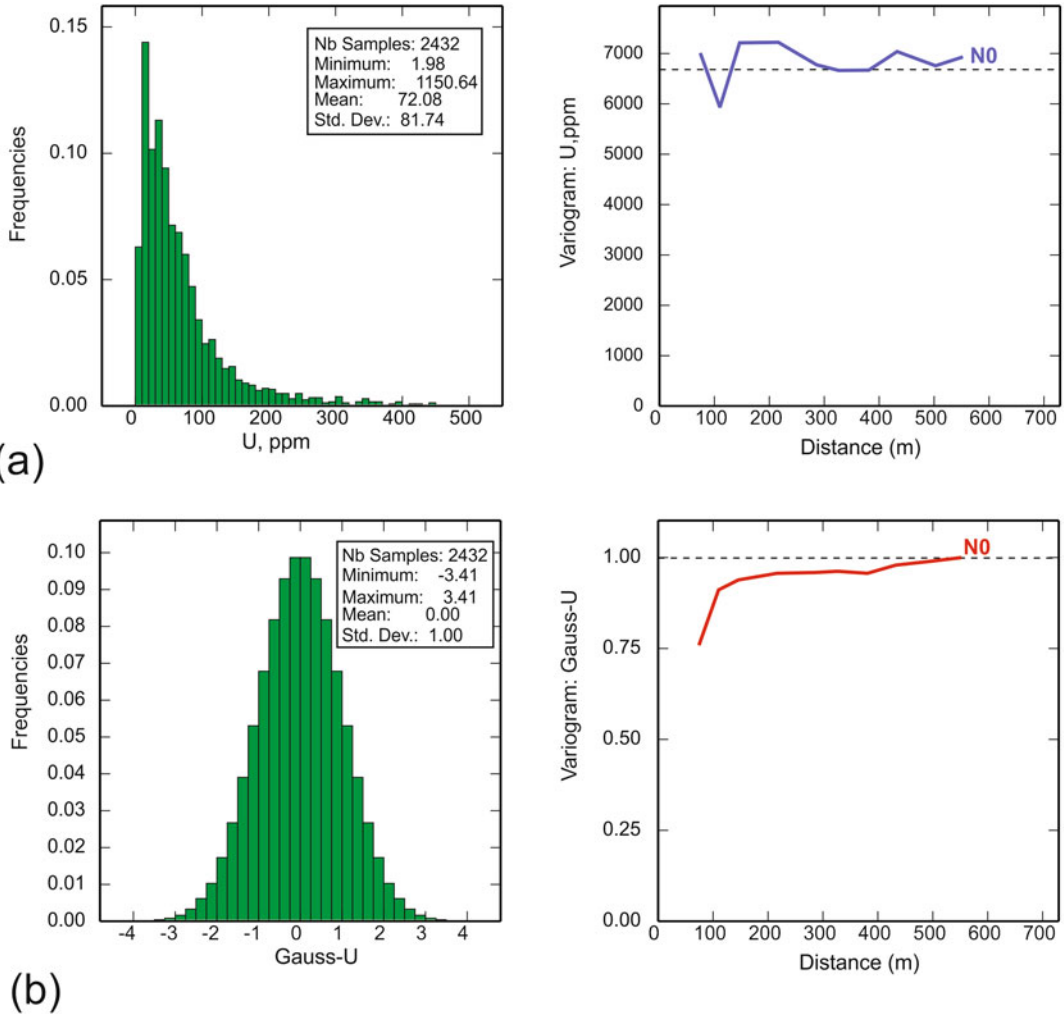 0.15
0.10
0.05
0.00
Frequencies
Nb Samples: 2432
Minimum: 1.98
Maximum: 1150.64
Mean: 72.08
Std. Dev.: 81.74
0 100 200 300 400 500
U, ppm
7000
6000
5000
4000
3000
2000
1000
0
Variogram: U,ppm
N0
0 100 200 300 400 500 600 700
Distance (m)
(a)
0.10
0.09
0.08
0.07
0.06
0.05
0.04
0.03
0.02
0.01
0.00
Frequencies
Nb Samples: 2432
Minimum: -3.41
Maximum: 3.41
Mean: 0.00
Std. Dev.: 1.00
-4 -3 -2 -1 0 1 2 3 4
Gauss-U
1.00
0.75
0.50
0.25
0.00
Variogram: Gauss-U
N0
0 100 200 300 400 500 600 700
Distance (m)
(b)